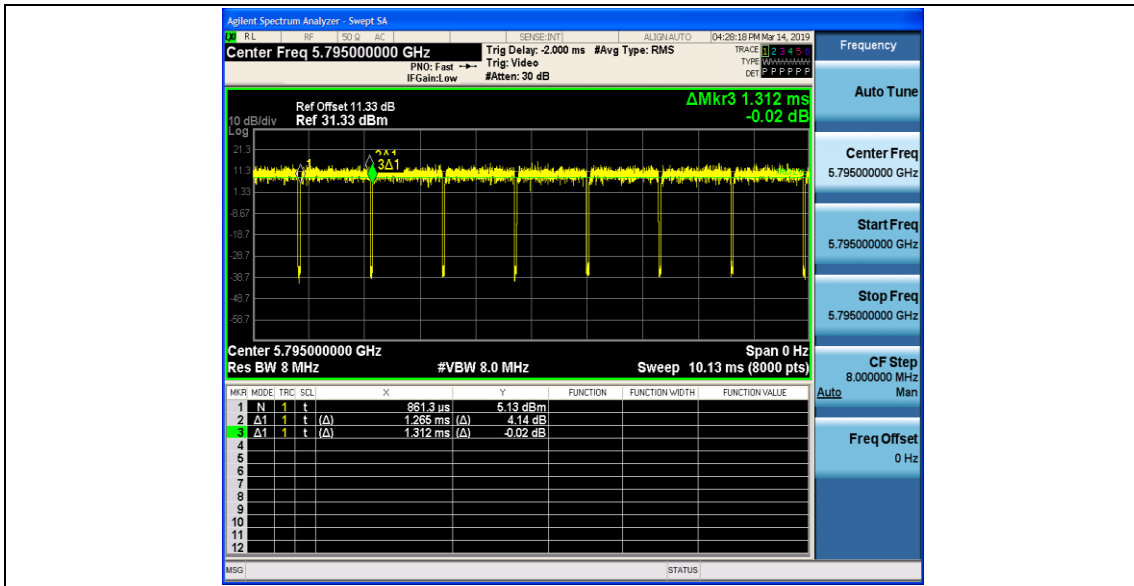 Agilent Spectrum Analyzer - Swept SA
RL RF 50 Ω AC SENSE:INT ALIGN AUTO 04:28:18 PM Mar 14, 2019
Center Freq 5.795000000 GHz
PNO: Fast
IFGain:Low
Trig Delay: -2.000 ms #Avg Type: RMS
Trig: Video
#Atten: 30 dB
TRACE 1 2 3 4 5 6
TYPE
DET P P P P P P
Frequency
Auto Tune
Center Freq
5.795000000 GHz
Start Freq
5.795000000 GHz
Stop Freq
5.795000000 GHz
CF Step
8.000000 MHz
Auto Man
Freq Offset
0 Hz
ΔMkr3 1.312 ms
-0.02 dB
Ref Offset 11.33 dB
10 dB/div Ref 31.33 dBm
Log
21.3
11.3
1.33
-8.67
-18.7
-28.7
-38.7
-48.7
-58.7
1
3Δ1
Center 5.795000000 GHz Span 0 Hz
Res BW 8 MHz #VBW 8.0 MHz Sweep 10.13 ms (8000 pts)
MKR MODE TRC SCL X Y FUNCTION FUNCTION WIDTH FUNCTION VALUE
1 N 1 t 861.3 µs 5.13 dBm
2 Δ1 1 t (Δ) 1.265 ms (Δ) 4.14 dB
3 Δ1 1 t (Δ) 1.312 ms (Δ) -0.02 dB
4
5
6
7
8
9
10
11
12
MSG STATUS